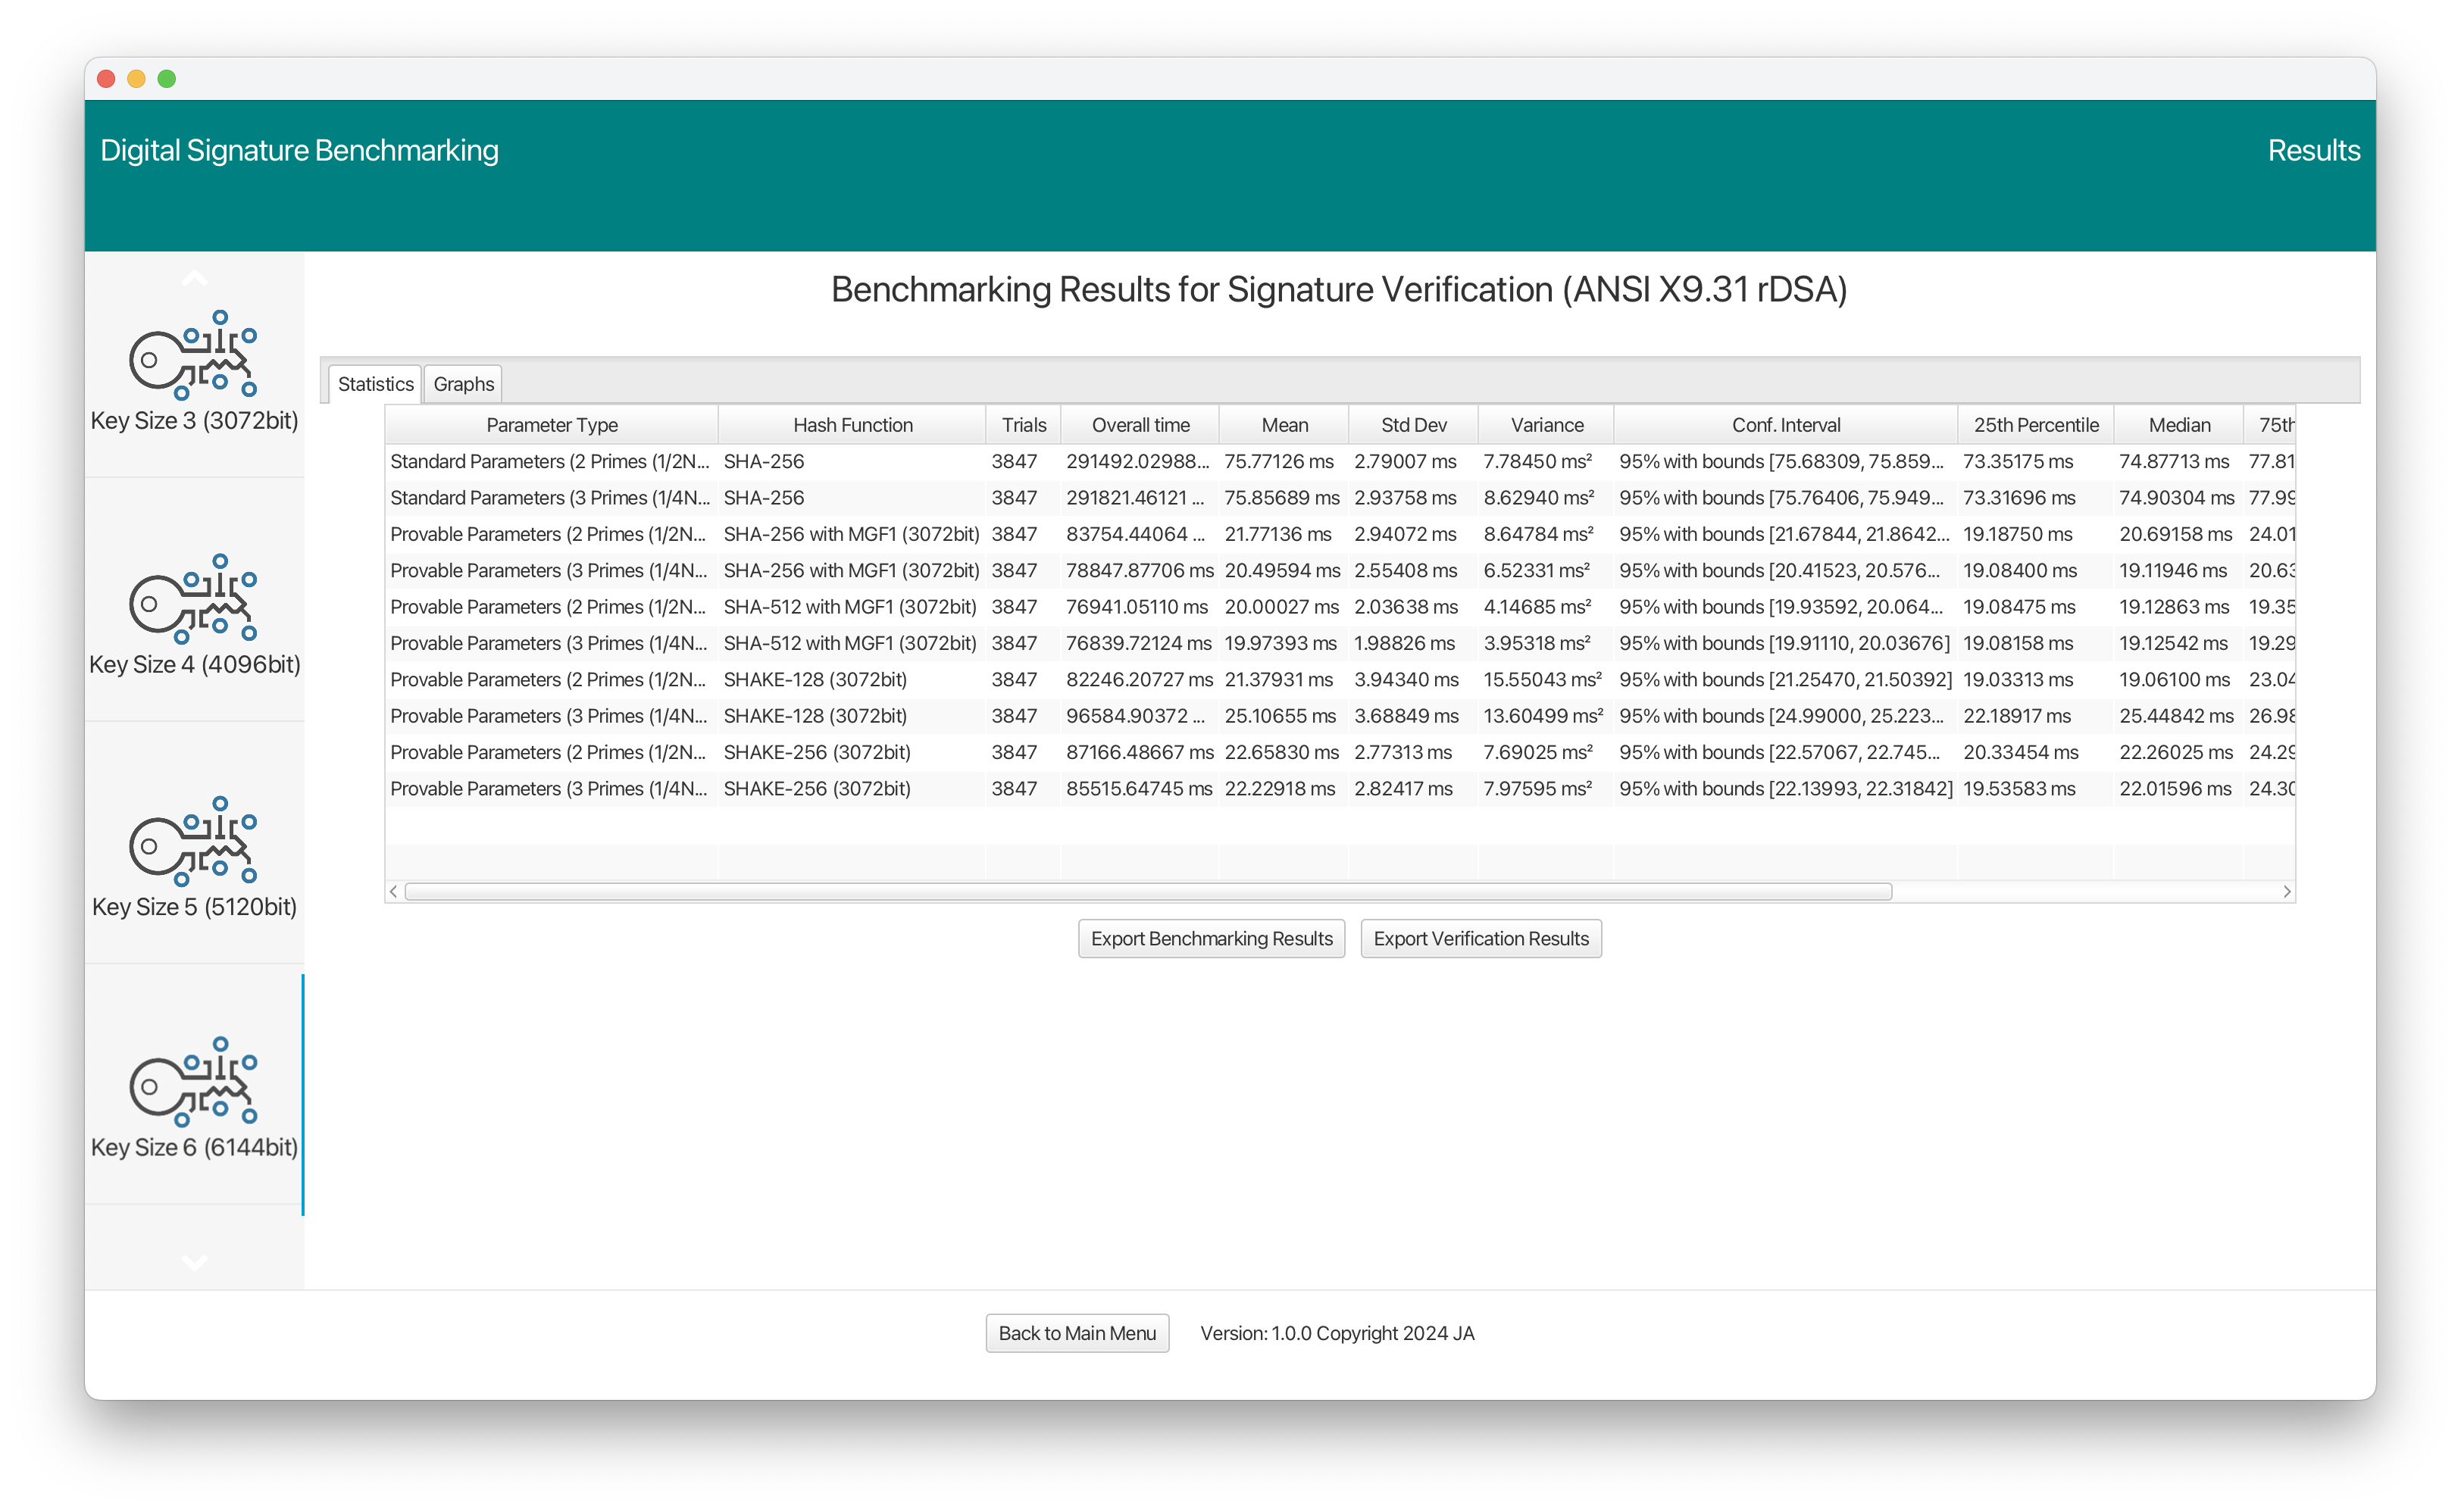 Digital Signature Benchmarking
Results
Key Size 3 (3072bit)
Key Size 4 (4096bit)
Key Size 5 (5120bit)
Key Size 6 (6144bit)
Benchmarking Results for Signature Verification (ANSI X9.31 rDSA)
Statistics Graphs
Parameter Type Hash Function Trials Overall time Mean Std Dev Variance Conf. Interval 25th Percentile Median 75th
Standard Parameters (2 Primes (1/2N... SHA-256 3847 291492.02988... 75.77126 ms 2.79007 ms 7.78450 ms² 95% with bounds [75.68309, 75.859... 73.35175 ms 74.87713 ms 77.81
Standard Parameters (3 Primes (1/4N... SHA-256 3847 291821.46121 ... 75.85689 ms 2.93758 ms 8.62940 ms² 95% with bounds [75.76406, 75.949... 73.31696 ms 74.90304 ms 77.99
Provable Parameters (2 Primes (1/2N... SHA-256 with MGF1 (3072bit) 3847 83754.44064 ... 21.77136 ms 2.94072 ms 8.64784 ms² 95% with bounds [21.67844, 21.8642... 19.18750 ms 20.69158 ms 24.01
Provable Parameters (3 Primes (1/4N... SHA-256 with MGF1 (3072bit) 3847 78847.87706 ms 20.49594 ms 2.55408 ms 6.52331 ms² 95% with bounds [20.41523, 20.576... 19.08400 ms 19.11946 ms 20.63
Provable Parameters (2 Primes (1/2N... SHA-512 with MGF1 (3072bit) 3847 76941.05110 ms 20.00027 ms 2.03638 ms 4.14685 ms² 95% with bounds [19.93592, 20.064... 19.08475 ms 19.12863 ms 19.35
Provable Parameters (3 Primes (1/4N... SHA-512 with MGF1 (3072bit) 3847 76839.72124 ms 19.97393 ms 1.98826 ms 3.95318 ms² 95% with bounds [19.91110, 20.03676] 19.08158 ms 19.12542 ms 19.29
Provable Parameters (2 Primes (1/2N... SHAKE-128 (3072bit) 3847 82246.20727 ms 21.37931 ms 3.94340 ms 15.55043 ms² 95% with bounds [21.25470, 21.50392] 19.03313 ms 19.06100 ms 23.04
Provable Parameters (3 Primes (1/4N... SHAKE-128 (3072bit) 3847 96584.90372 ... 25.10655 ms 3.68849 ms 13.60499 ms² 95% with bounds [24.99000, 25.223... 22.18917 ms 25.44842 ms 26.98
Provable Parameters (2 Primes (1/2N... SHAKE-256 (3072bit) 3847 87166.48667 ms 22.65830 ms 2.77313 ms 7.69025 ms² 95% with bounds [22.57067, 22.745... 20.33454 ms 22.26025 ms 24.29
Provable Parameters (3 Primes (1/4N... SHAKE-256 (3072bit) 3847 85515.64745 ms 22.22918 ms 2.82417 ms 7.97595 ms² 95% with bounds [22.13993, 22.31842] 19.53583 ms 22.01596 ms 24.30
Export Benchmarking Results Export Verification Results
Back to Main Menu Version: 1.0.0 Copyright 2024 JA